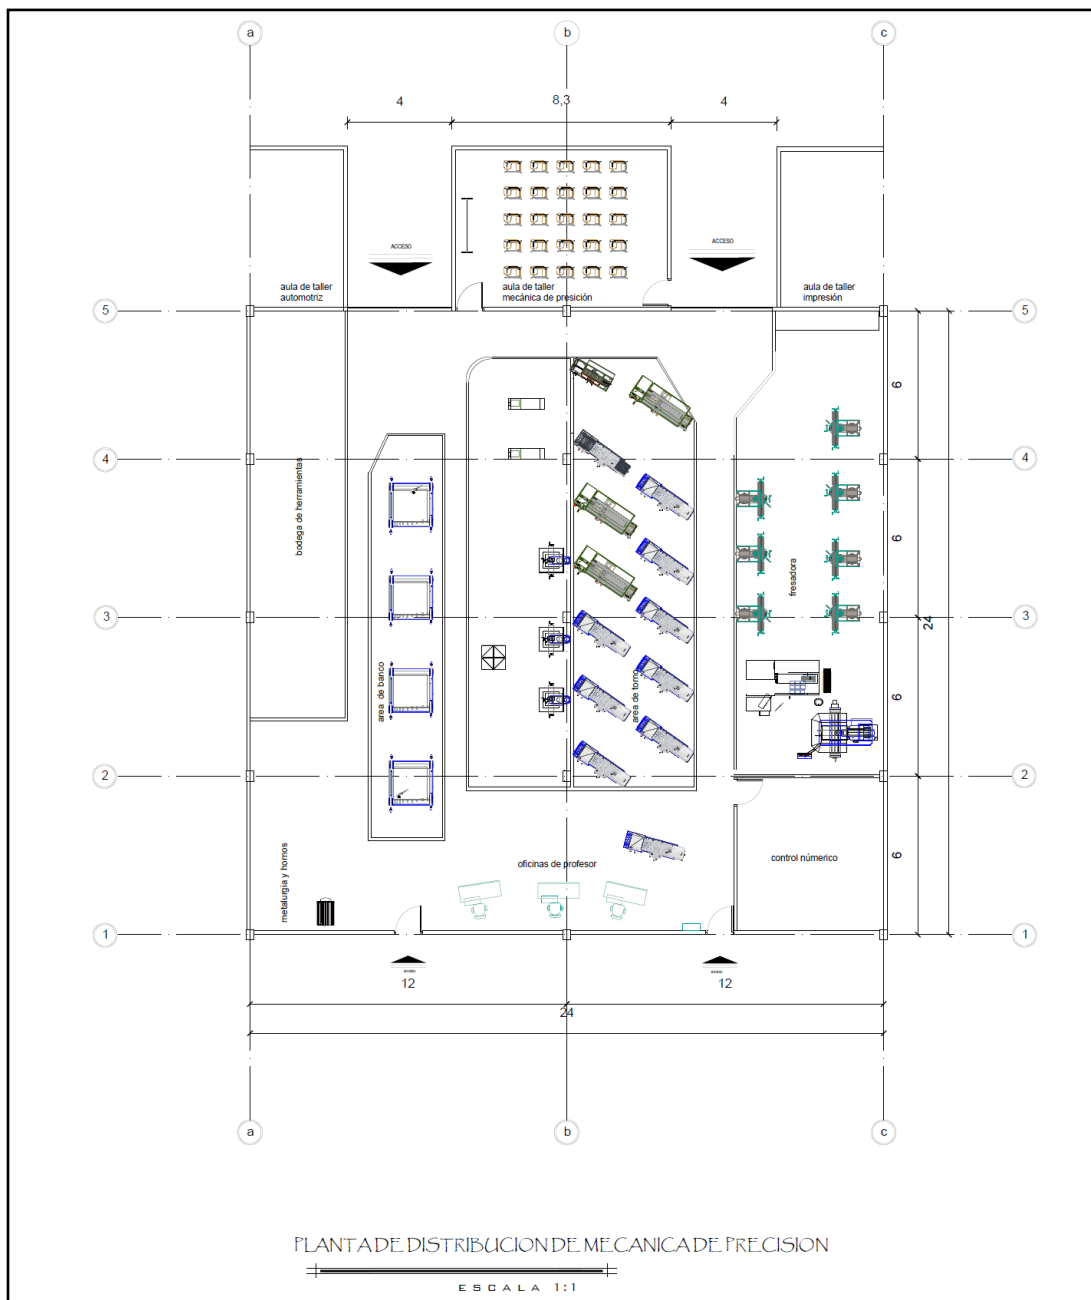 a
b
c
4
8,3
4
ACCESO
ACCESO
aula de taller
automotriz
aula de taller
mecánica de presición
aula de taller
impresión
5
5
6
4
4
bodega de herramientas
6
fresadora
3
3
24
area de banco
area de torno
6
2
2
metalurgia y hornos
oficinas de profesor
control númerico
6
1
1
ACCESO
ACCESO
12
12
24
a
b
c
PLANTA DE DISTRIBUCION DE MECANICA DE PRECISION
ESCALA 1:1